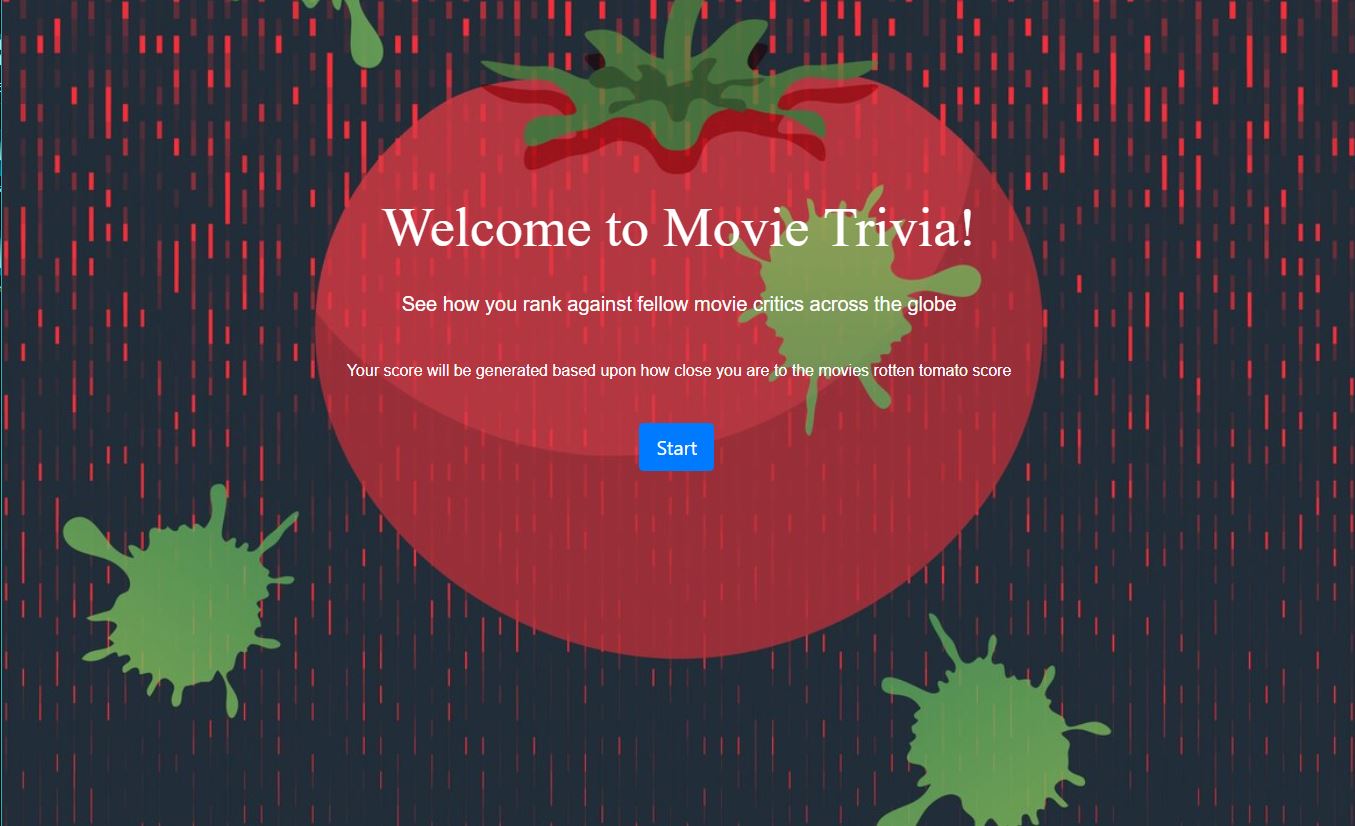 Welcome to Movie Trivia!
See how you rank against fellow movie critics across the globe
Your score will be generated based upon how close you are to the movies rotten tomato score
Start